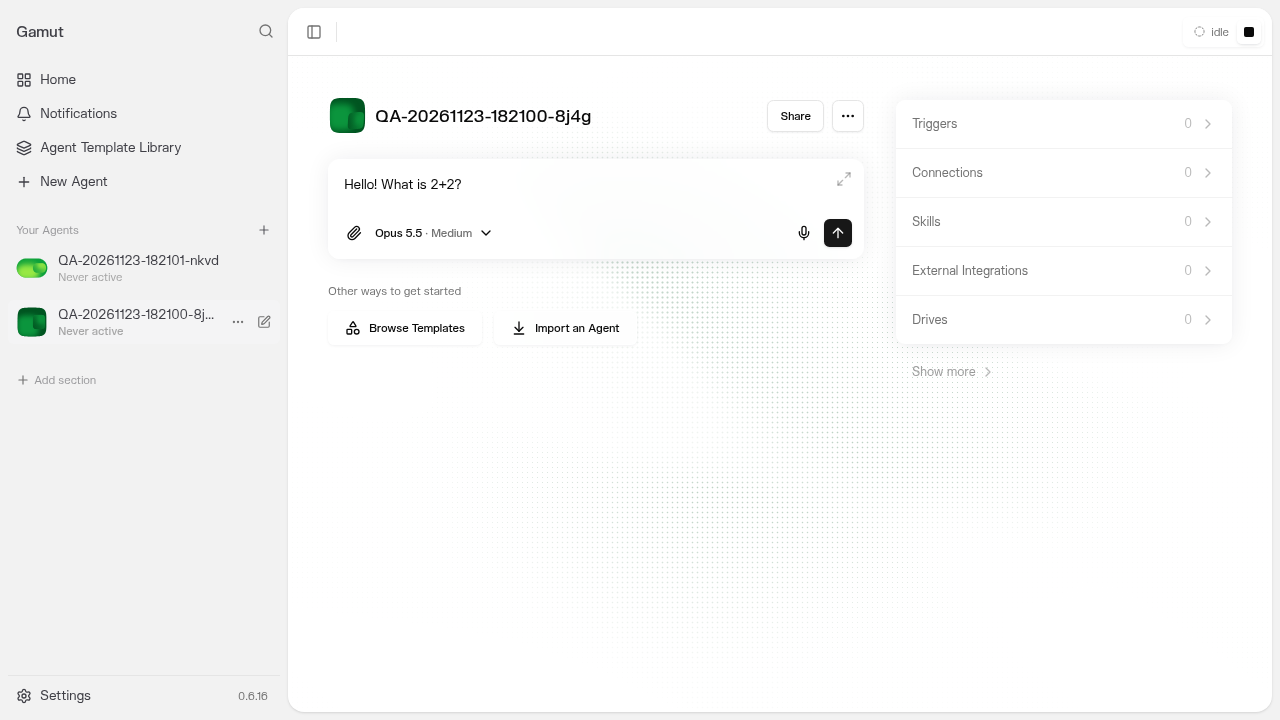 Gamut
Home
Notifications
Agent Template Library
New Agent
Your Agents
QA-20261123-182101-nkvd
Never active
QA-20261123-182100-8j...
Never active
Add section
Settings
0.6.16
idle
QA-20261123-182100-8j4g
Share
Hello! What is 2+2?
Opus 5.5 · Medium
Other ways to get started
Browse Templates
Import an Agent
Triggers 0
Connections 0
Skills 0
External Integrations 0
Drives 0
Show more